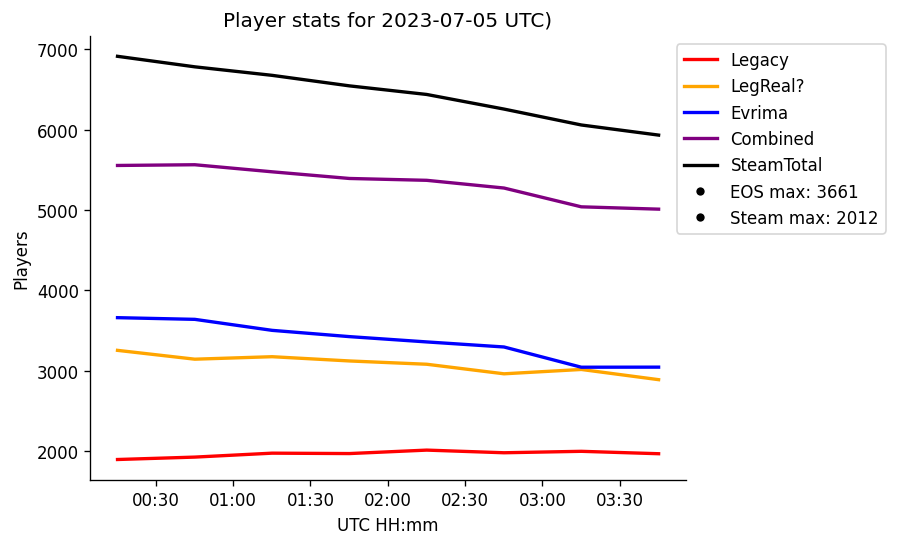 Player stats for 2023-07-05 UTC)
7000
6000
5000
4000
3000
2000
Players
00:30 01:00 01:30 02:00 02:30 03:00 03:30
UTC HH:mm
Legacy
LegReal?
Evrima
Combined
SteamTotal
EOS max: 3661
Steam max: 2012